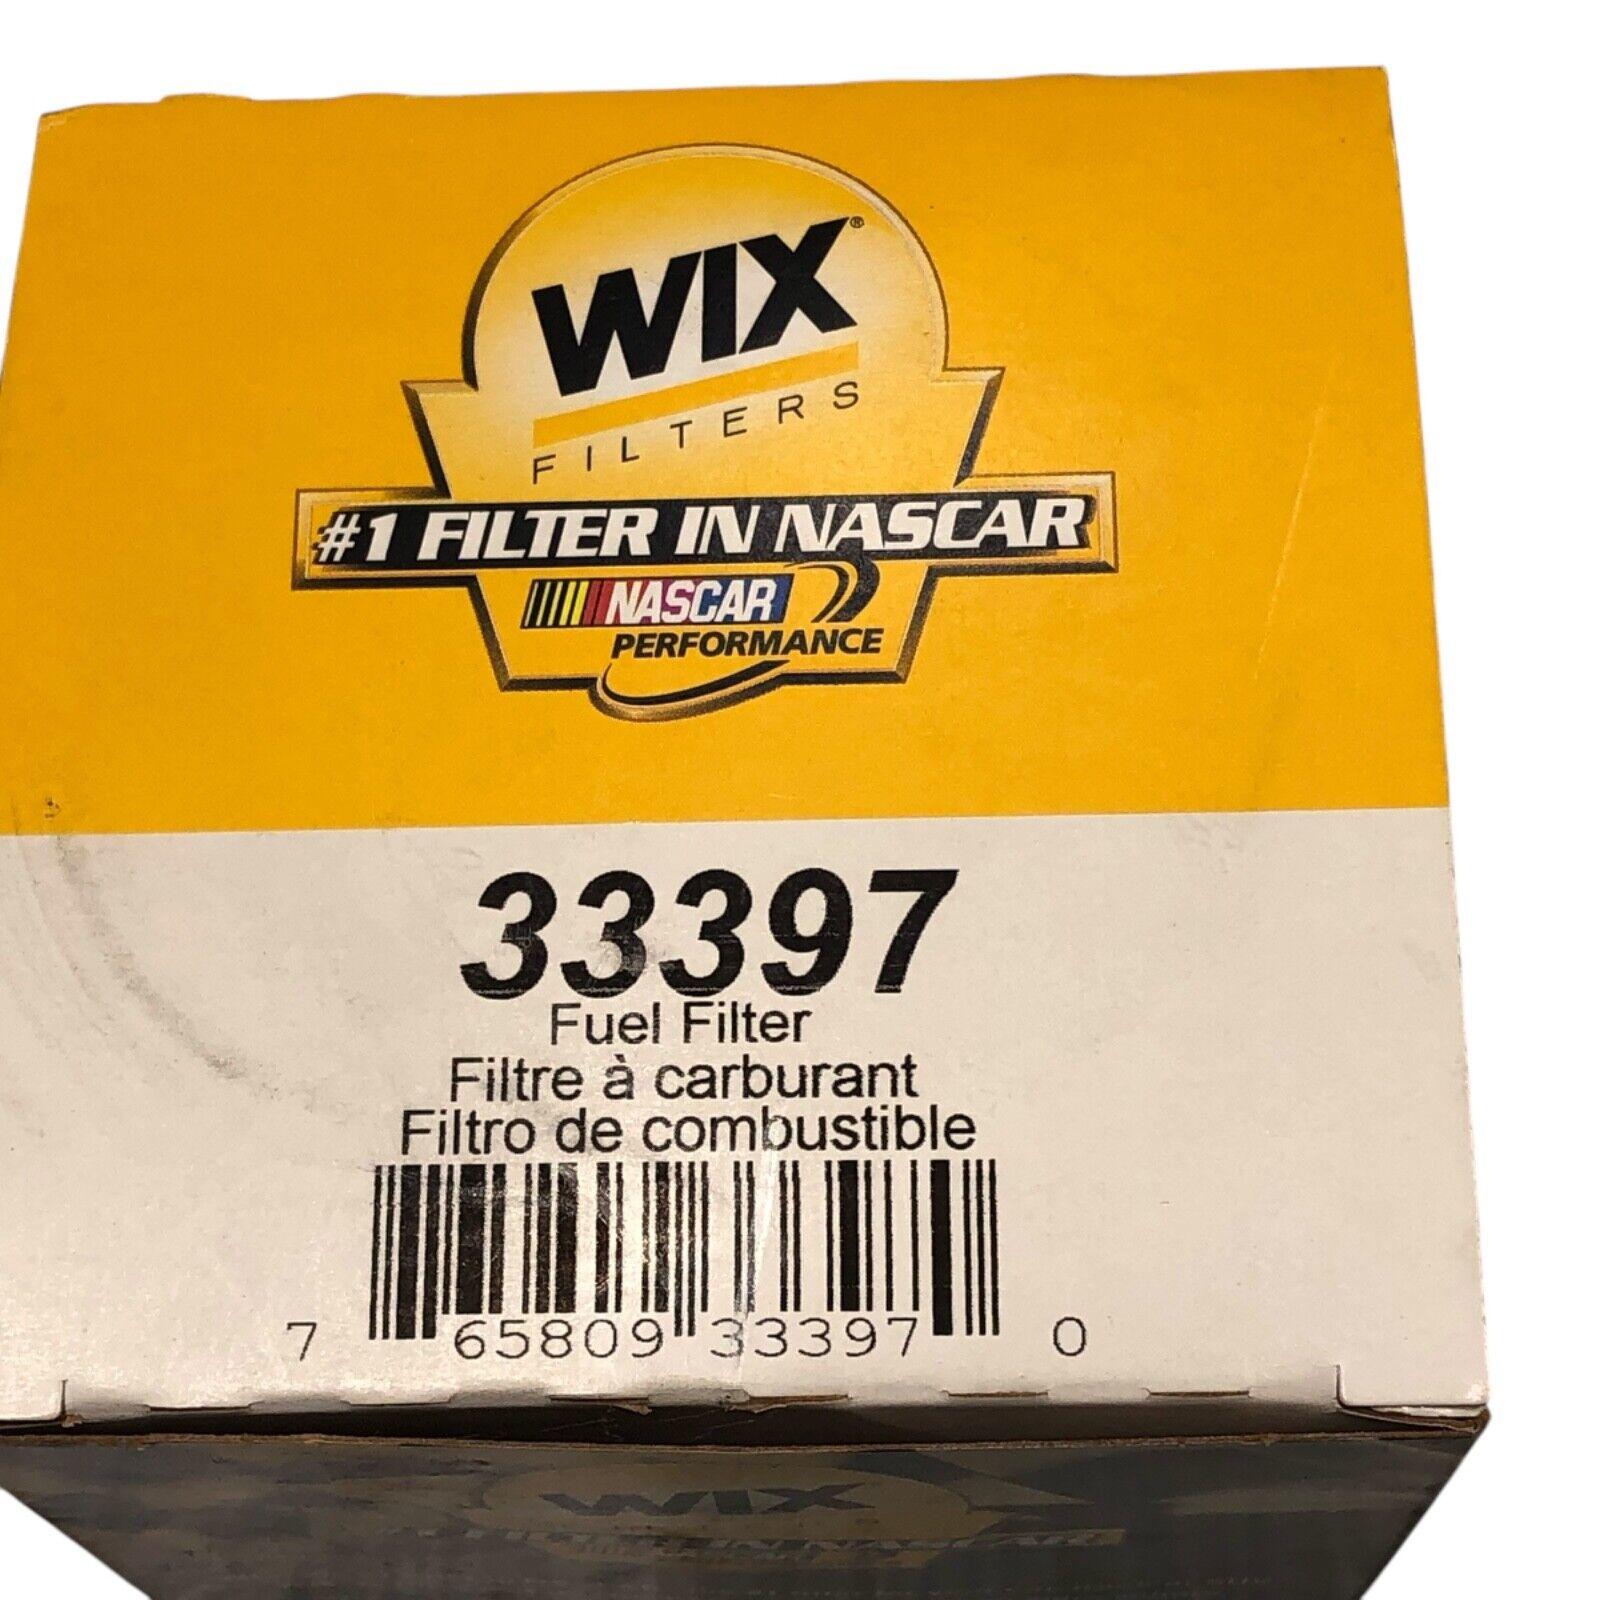 WIX®
FILTERS
#1 FILTER IN NASCAR
NASCAR
PERFORMANCE
33397
Fuel Filter
Filtre à carburant
Filtro de combustible
7 65809 33397 0
WIX